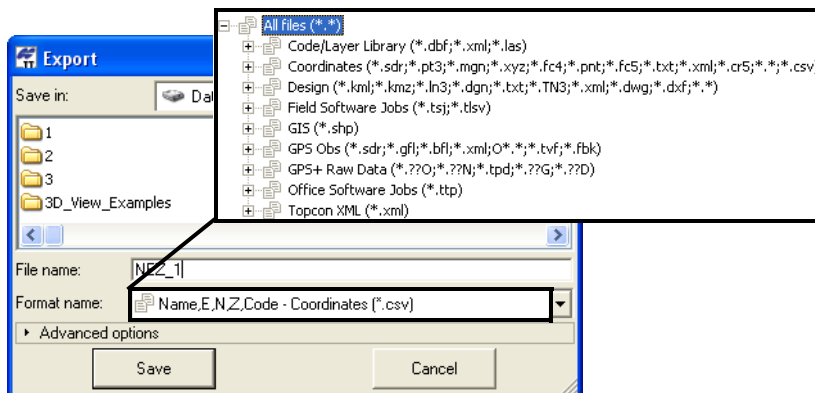 All files (*.*)
Code/Layer Library (*.dbf;*.xml;*.las)
Coordinates (*.sdr;*.pt3;*.mgn;*.xyz;*.fc4;*.pnt;*.fc5;*.txt;*.xml;*.cr5;*.*;*.csv)
Design (*.kml;*.kmz;*.ln3;*.dgn;*.txt;*.TN3;*.xml;*.dwg;*.dxf;*.*)
Field Software Jobs (*.tsj;*.tlsv)
GIS (*.shp)
GPS Obs (*.sdr;*.gfl;*.bfl;*.xml;O*.*;*.tvf;*.fbk)
GPS+ Raw Data (*.??O;*.??N;*.tpd;*.??G;*.??D)
Office Software Jobs (*.ttp)
Topcon XML (*.xml)
Export
Save in:
Dat
1
2
3
3D_View_Examples
File name: NEZ_1
Format name: Name,E,N,Z,Code - Coordinates (*.csv)
Advanced options
Save Cancel